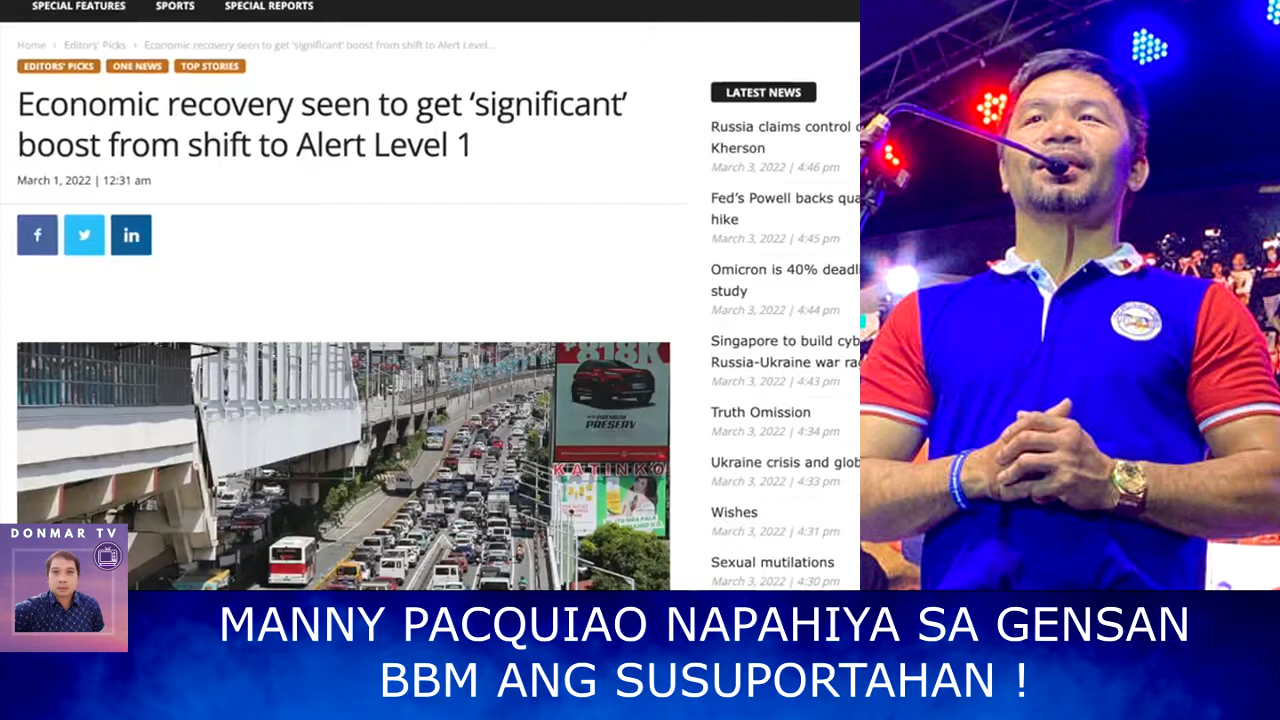 SPECIAL FEATURES SPORTS SPECIAL REPORTS
Home › Editors' Picks › Economic recovery seen to get 'significant' boost from shift to Alert Level...
EDITORS' PICKS ONE NEWS TOP STORIES
Economic recovery seen to get ‘significant’
boost from shift to Alert Level 1
March 1, 2022 | 12:31 am
f
in
LATEST NEWS
Russia claims control
Kherson
March 3, 2022 | 4:46 pm
Fed's Powell backs
hike
March 3, 2022 | 4:45 pm
Omicron is 40%
study
March 3, 2022 | 4:44 pm
Singapore to build
Russia-Ukraine war
March 3, 2022 | 4:43 pm
Truth Omission
March 3, 2022 | 4:34 pm
Ukraine crisis and
March 3, 2022 | 4:33 pm
Wishes
March 3, 2022 | 4:31 pm
Sexual mutilations
March 3, 2022 | 4:30 pm
818K
PRESERV
KATINKO
DONMAR TV
MANNY PACQUIAO NAPAHIYA SA GENSAN
BBM ANG SUSUPORTAHAN !